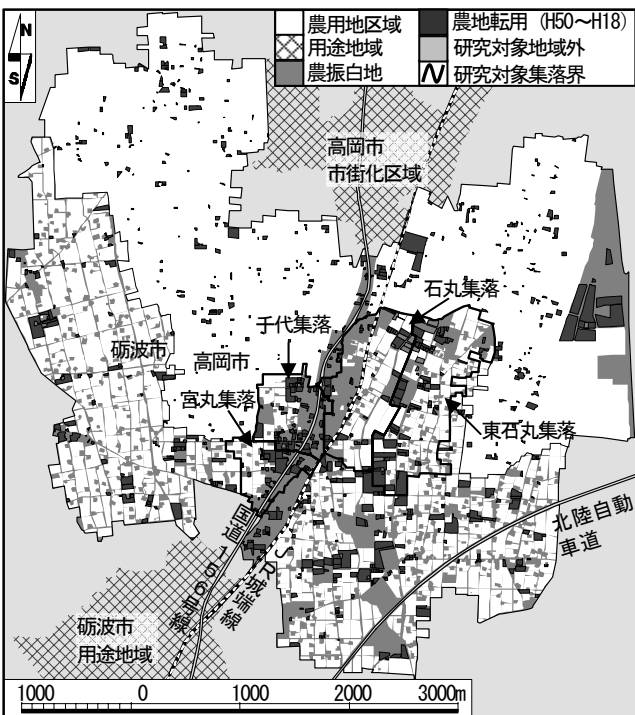 N
S
農用地区域
用途地域
農振白地
農地転用（H50～H18）
研究対象地域外
研究対象集落界
高岡市
市街化区域
石丸集落
千代集落
砺波市
高岡市
宮丸集落
東石丸集落
北陸自動
車道
国道156号線
JR城端線
砺波市
用途地域
1000 0 1000 2000 3000m